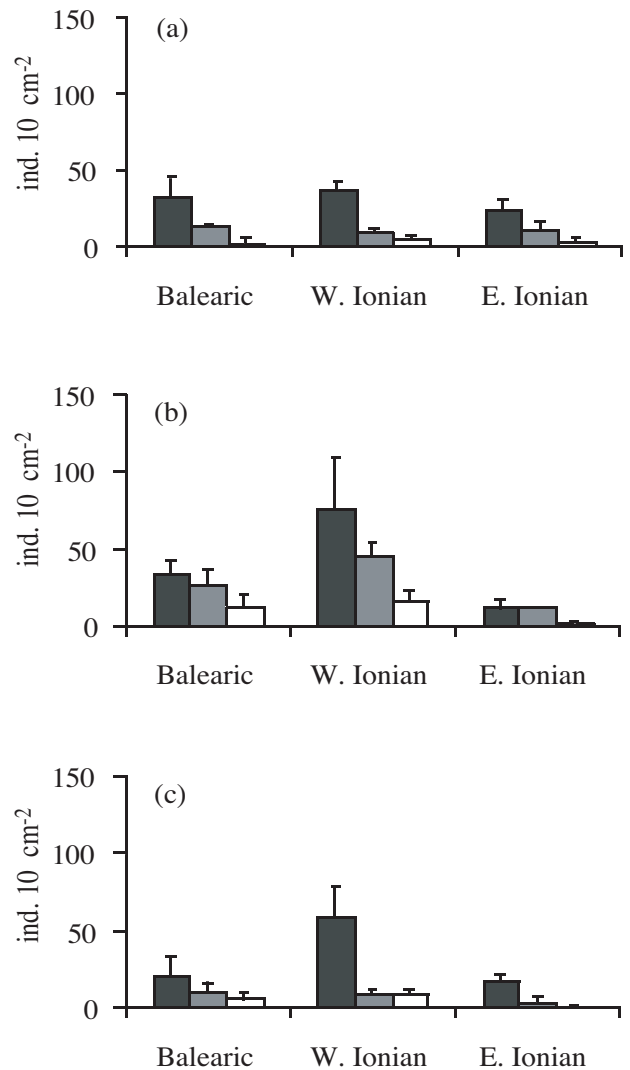 (a)
ind. 10 cm-2
150
100
50
0
Balearic W. Ionian E. Ionian
(b)
ind. 10 cm-2
150
100
50
0
Balearic W. Ionian E. Ionian
(c)
ind. 10 cm-2
150
100
50
0
Balearic W. Ionian E. Ionian